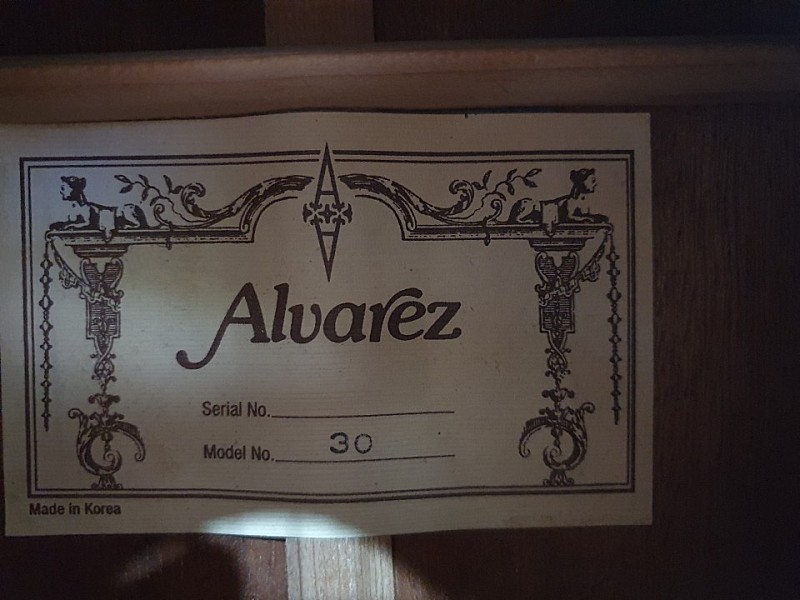 Alvarez
Serial No.
Model No. 30
Made in Korea